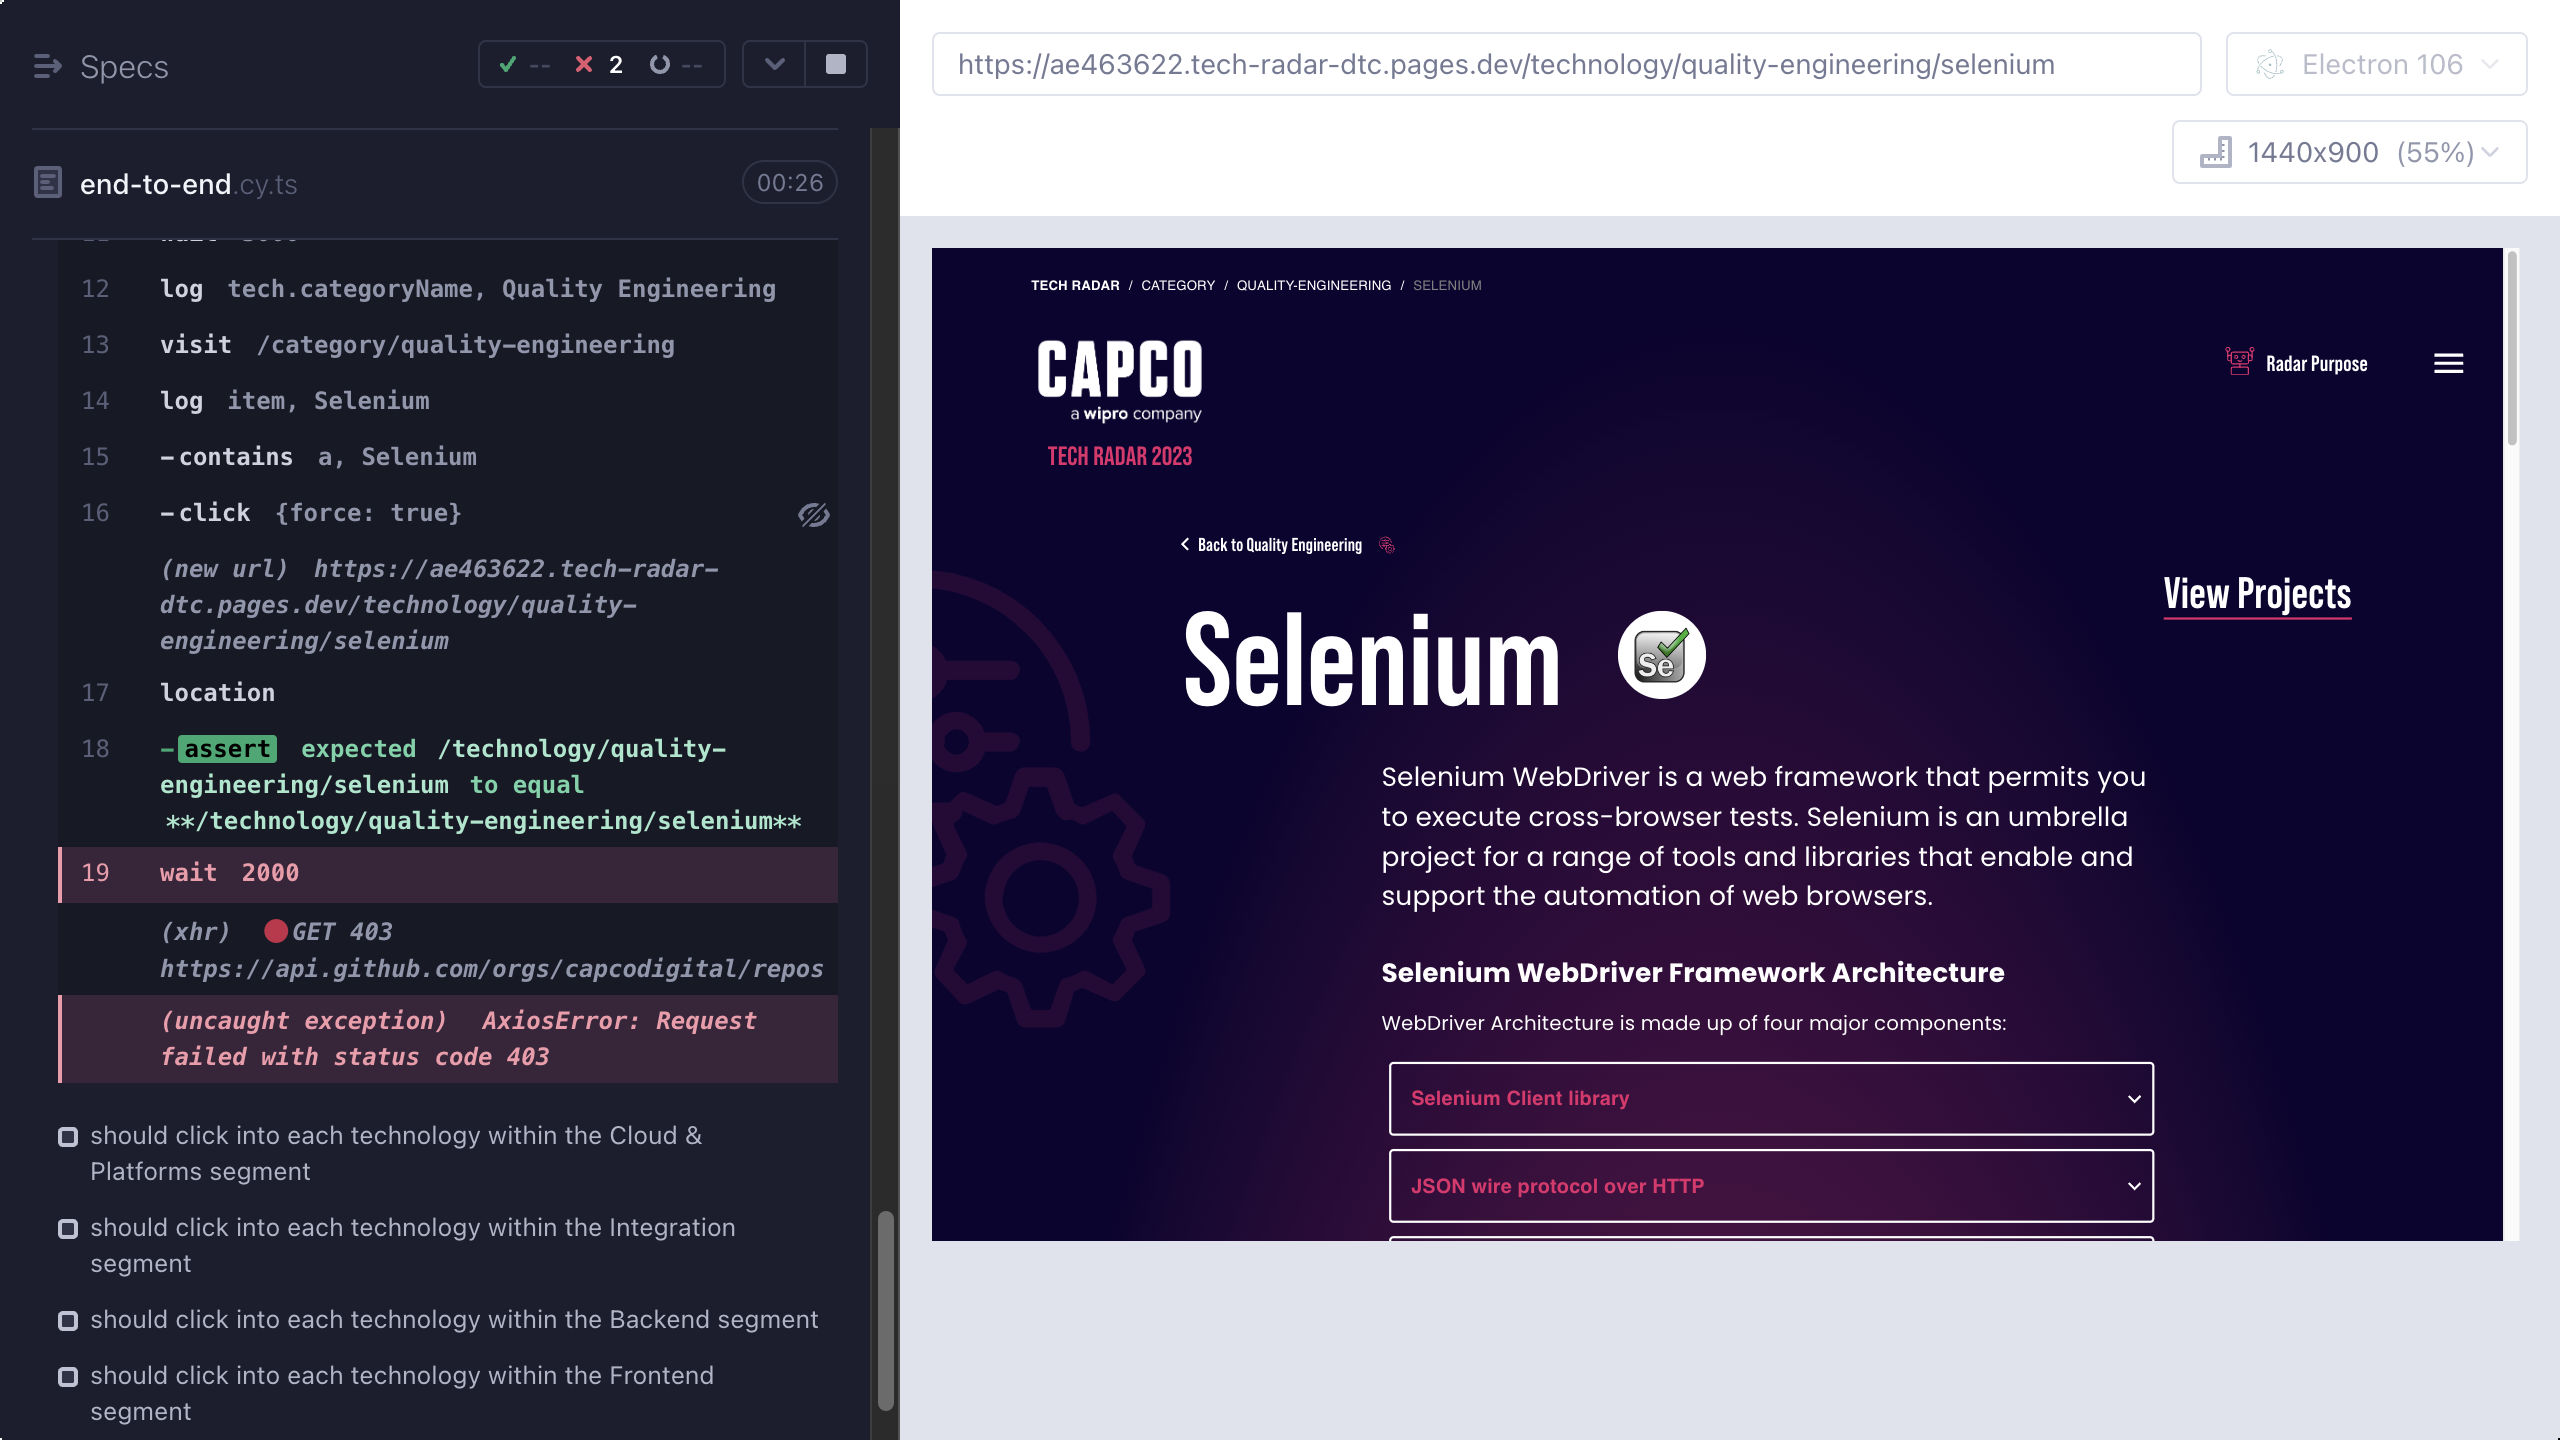 Specs
-- 2 --
end-to-end.cy.ts 00:26
12 log tech.categoryName, Quality Engineering
13 visit /category/quality-engineering
14 log item, Selenium
15 -contains a, Selenium
16 -click {force: true}
(new url) https://ae463622.tech-radar-
dtc.pages.dev/technology/quality-
engineering/selenium
17 location
18 -assert expected /technology/quality-
engineering/selenium to equal
**/technology/quality-engineering/selenium**
19 wait 2000
(xhr) GET 403
https://api.github.com/orgs/capcodigital/repos
(uncaught exception) AxiosError: Request
failed with status code 403
should click into each technology within the Cloud &
Platforms segment
should click into each technology within the Integration
segment
should click into each technology within the Backend segment
should click into each technology within the Frontend
segment
https://ae463622.tech-radar-dtc.pages.dev/technology/quality-engineering/selenium
Electron 106
1440x900 (55%)
TECH RADAR / CATEGORY / QUALITY-ENGINEERING / SELENIUM
CAPCO
a wipro company
TECH RADAR 2023
Radar Purpose
Back to Quality Engineering
View Projects
Selenium
Se
Selenium WebDriver is a web framework that permits you
to execute cross-browser tests. Selenium is an umbrella
project for a range of tools and libraries that enable and
support the automation of web browsers.
Selenium WebDriver Framework Architecture
WebDriver Architecture is made up of four major components:
Selenium Client library
JSON wire protocol over HTTP